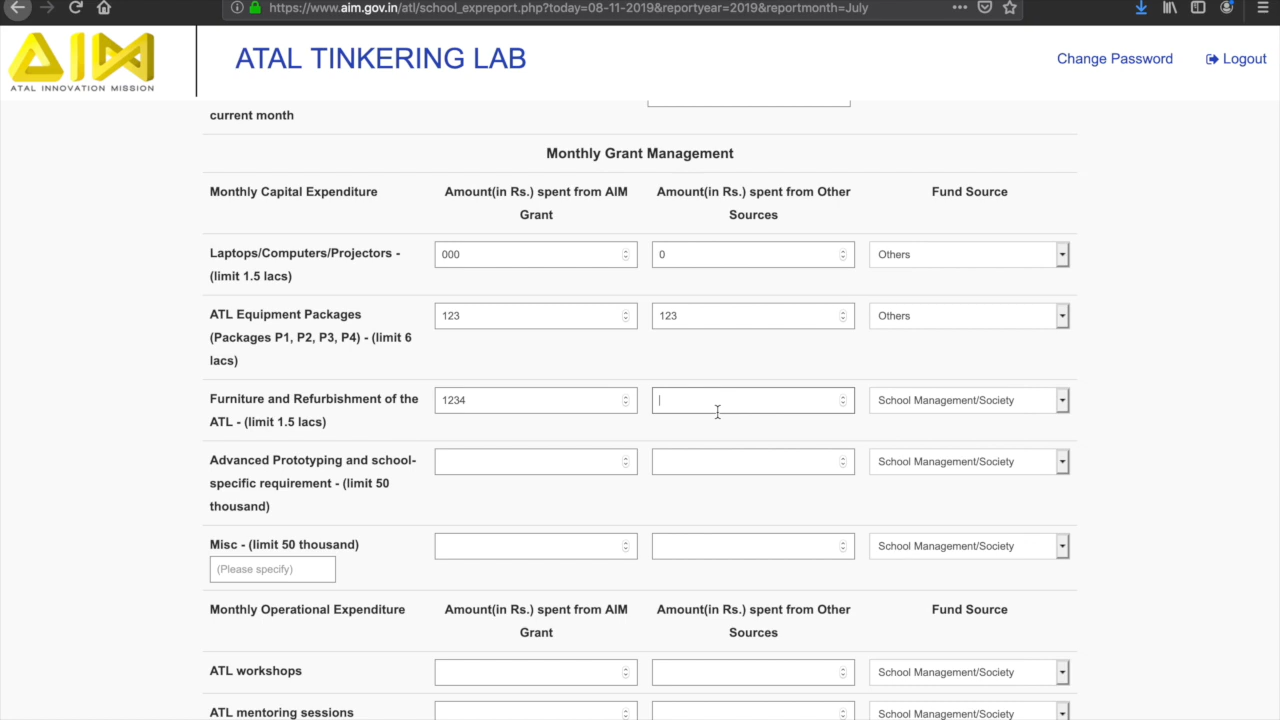 https://www.aim.gov.in/atl/school_expreport.php?today=08-11-2019&reportyear=2019&reportmonth=July
AIM
ATAL INNOVATION MISSION
ATAL TINKERING LAB
Change Password
Logout
current month
Monthly Grant Management
Monthly Capital Expenditure
Amount(in Rs.) spent from AIM
Grant
Amount(in Rs.) spent from Other
Sources
Fund Source
Laptops/Computers/Projectors -
(limit 1.5 lacs)
000
0
Others
ATL Equipment Packages
(Packages P1, P2, P3, P4) - (limit 6
lacs)
123
123
Others
Furniture and Refurbishment of the
ATL - (limit 1.5 lacs)
1234
School Management/Society
Advanced Prototyping and school-
specific requirement - (limit 50
thousand)
School Management/Society
Misc - (limit 50 thousand)
(Please specify)
School Management/Society
Monthly Operational Expenditure
Amount(in Rs.) spent from AIM
Grant
Amount(in Rs.) spent from Other
Sources
Fund Source
ATL workshops
School Management/Society
ATL mentoring sessions
School Management/Society